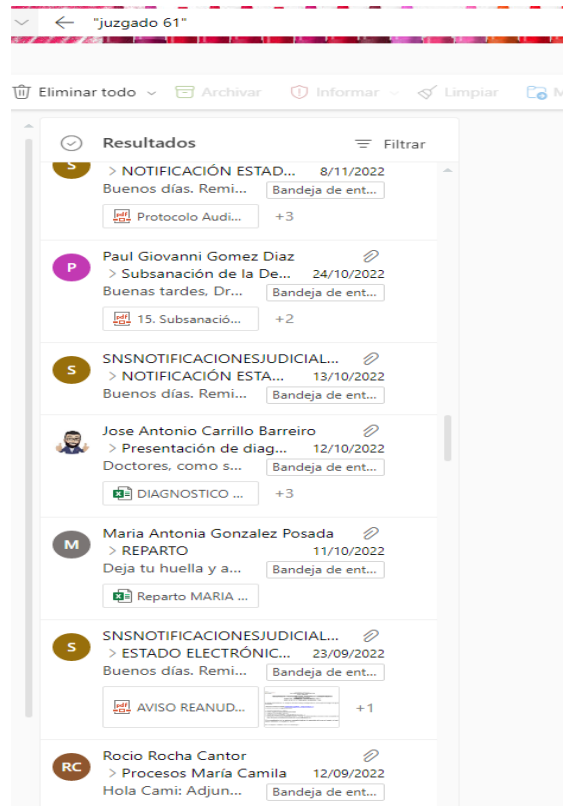 "juzgado 61"
Eliminar todo Archivar Informar Limpiar M
Resultados Filtrar
S
> NOTIFICACIÓN ESTAD... 8/11/2022
Buenos días. Remi... Bandeja de ent...
Protocolo Audi... +3
P
Paul Giovanni Gomez Diaz
> Subsanación de la De... 24/10/2022
Buenas tardes, Dr... Bandeja de ent...
15. Subsanació... +2
S
SNSNOTIFICACIONESJUDICIAL...
> NOTIFICACIÓN ESTA... 13/10/2022
Buenos días. Remi... Bandeja de ent...
Jose Antonio Carrillo Barreiro
> Presentación de diag... 12/10/2022
Doctores, como s... Bandeja de ent...
DIAGNOSTICO ... +3
M
Maria Antonia Gonzalez Posada
> REPARTO 11/10/2022
Deja tu huella y a... Bandeja de ent...
Reparto MARIA ...
S
SNSNOTIFICACIONESJUDICIAL...
> ESTADO ELECTRÓNIC... 23/09/2022
Buenos días. Remi... Bandeja de ent...
AVISO REANUD... +1
RC
Rocio Rocha Cantor
> Procesos María Camila 12/09/2022
Hola Cami: Adjun... Bandeja de ent...